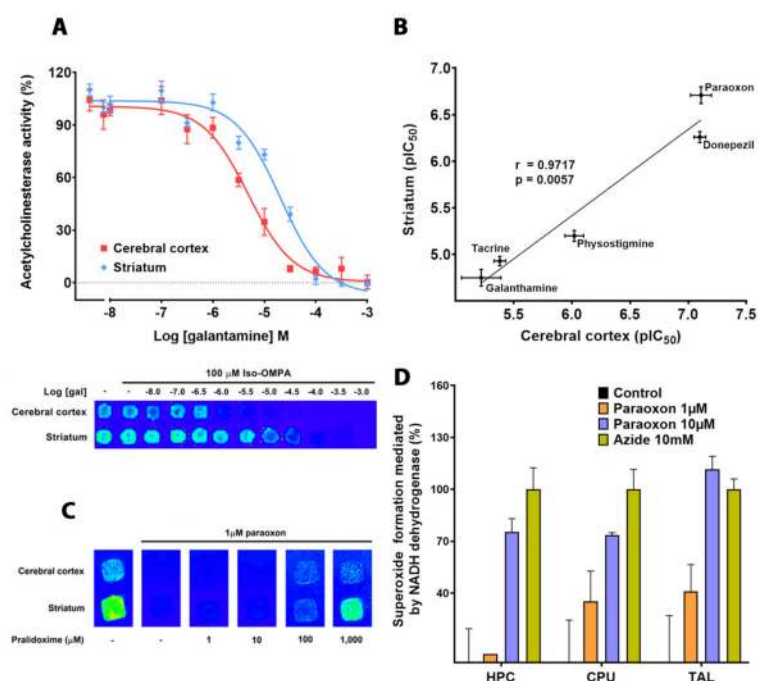 A
Acetylcholinesterase activity (%)
120
90
60
30
0
Cerebral cortex
Striatum
-8
-7
-6
-5
-4
-3
Log [galantamine] M
100 μM Iso-OMPA
Log [gal] - - -8.0 -7.0 -6.5 -6.0 -5.5 -5.0 -4.5 -4.0 -3.5 -3.0
Cerebral cortex
Striatum
B
Striatum (pIC50)
7.0
6.5
6.0
5.5
5.0
4.5
r = 0.9717
p = 0.0057
Paraoxon
Donepezil
Physostigmine
Tacrine
Galanthamine
5.5 6.0 6.5 7.0 7.5
Cerebral cortex (pIC50)
C
1μM paraoxon
Cerebral cortex
Striatum
Pralidoxime (μM) - - 1 10 100 1,000
D
Superoxide formation mediated
by NADH dehydrogenase (%)
160
130
100
70
40
Control
Paraoxon 1μM
Paraoxon 10μM
Azide 10mM
HPC CPU TAL